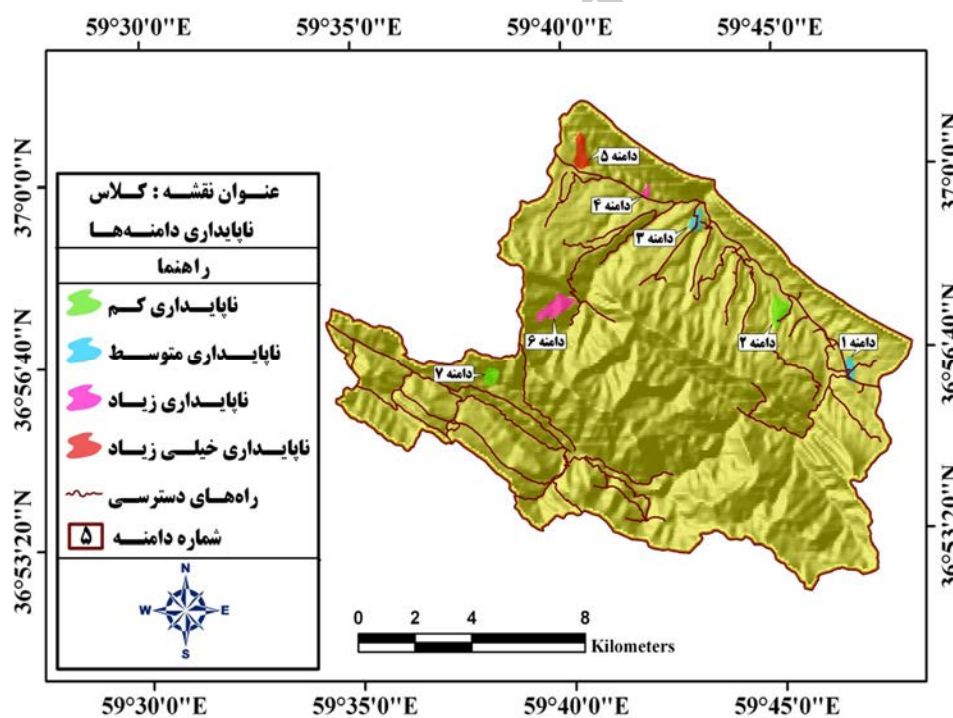 59°30'0"E 59°35'0"E 59°40'0"E 59°45'0"E
37°0'0"N
36°56'40"N
36°53'20"N
37°0'0"N
36°56'40"N
36°53'20"N
عنوان نقشه : کلاس
ناپایداری دامنه‌ها
راهنما
ناپایداری کم
ناپایداری متوسط
ناپایداری زیاد
ناپایداری خیلی زیاد
راه‌های دسترسی
شماره دامنه ۵
N
W E
S
دامنه ۵
دامنه ۴
دامنه ۳
دامنه ۶
دامنه ۲
دامنه ۱
دامنه ۷
0 2 4 8
Kilometers
59°30'0"E 59°35'0"E 59°40'0"E 59°45'0"E